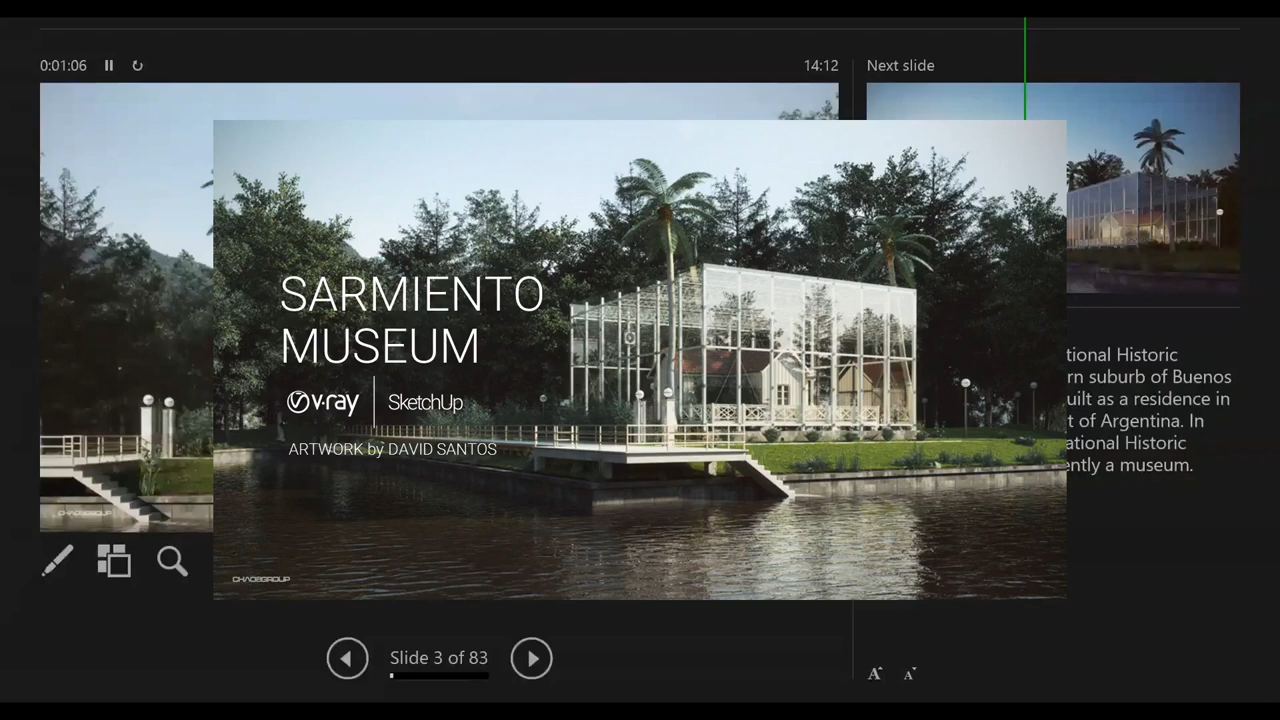 0:01:06
14:12
Next slide
SARMIENTO
MUSEUM
v·ray
SketchUp
ARTWORK by DAVID SANTOS
CHAOSGROUP
CHAOSGROUP
tional Historic
rn suburb of Buenos
uilt as a residence in
t of Argentina. In
ational Historic
ently a museum.
Slide 3 of 83
A
A